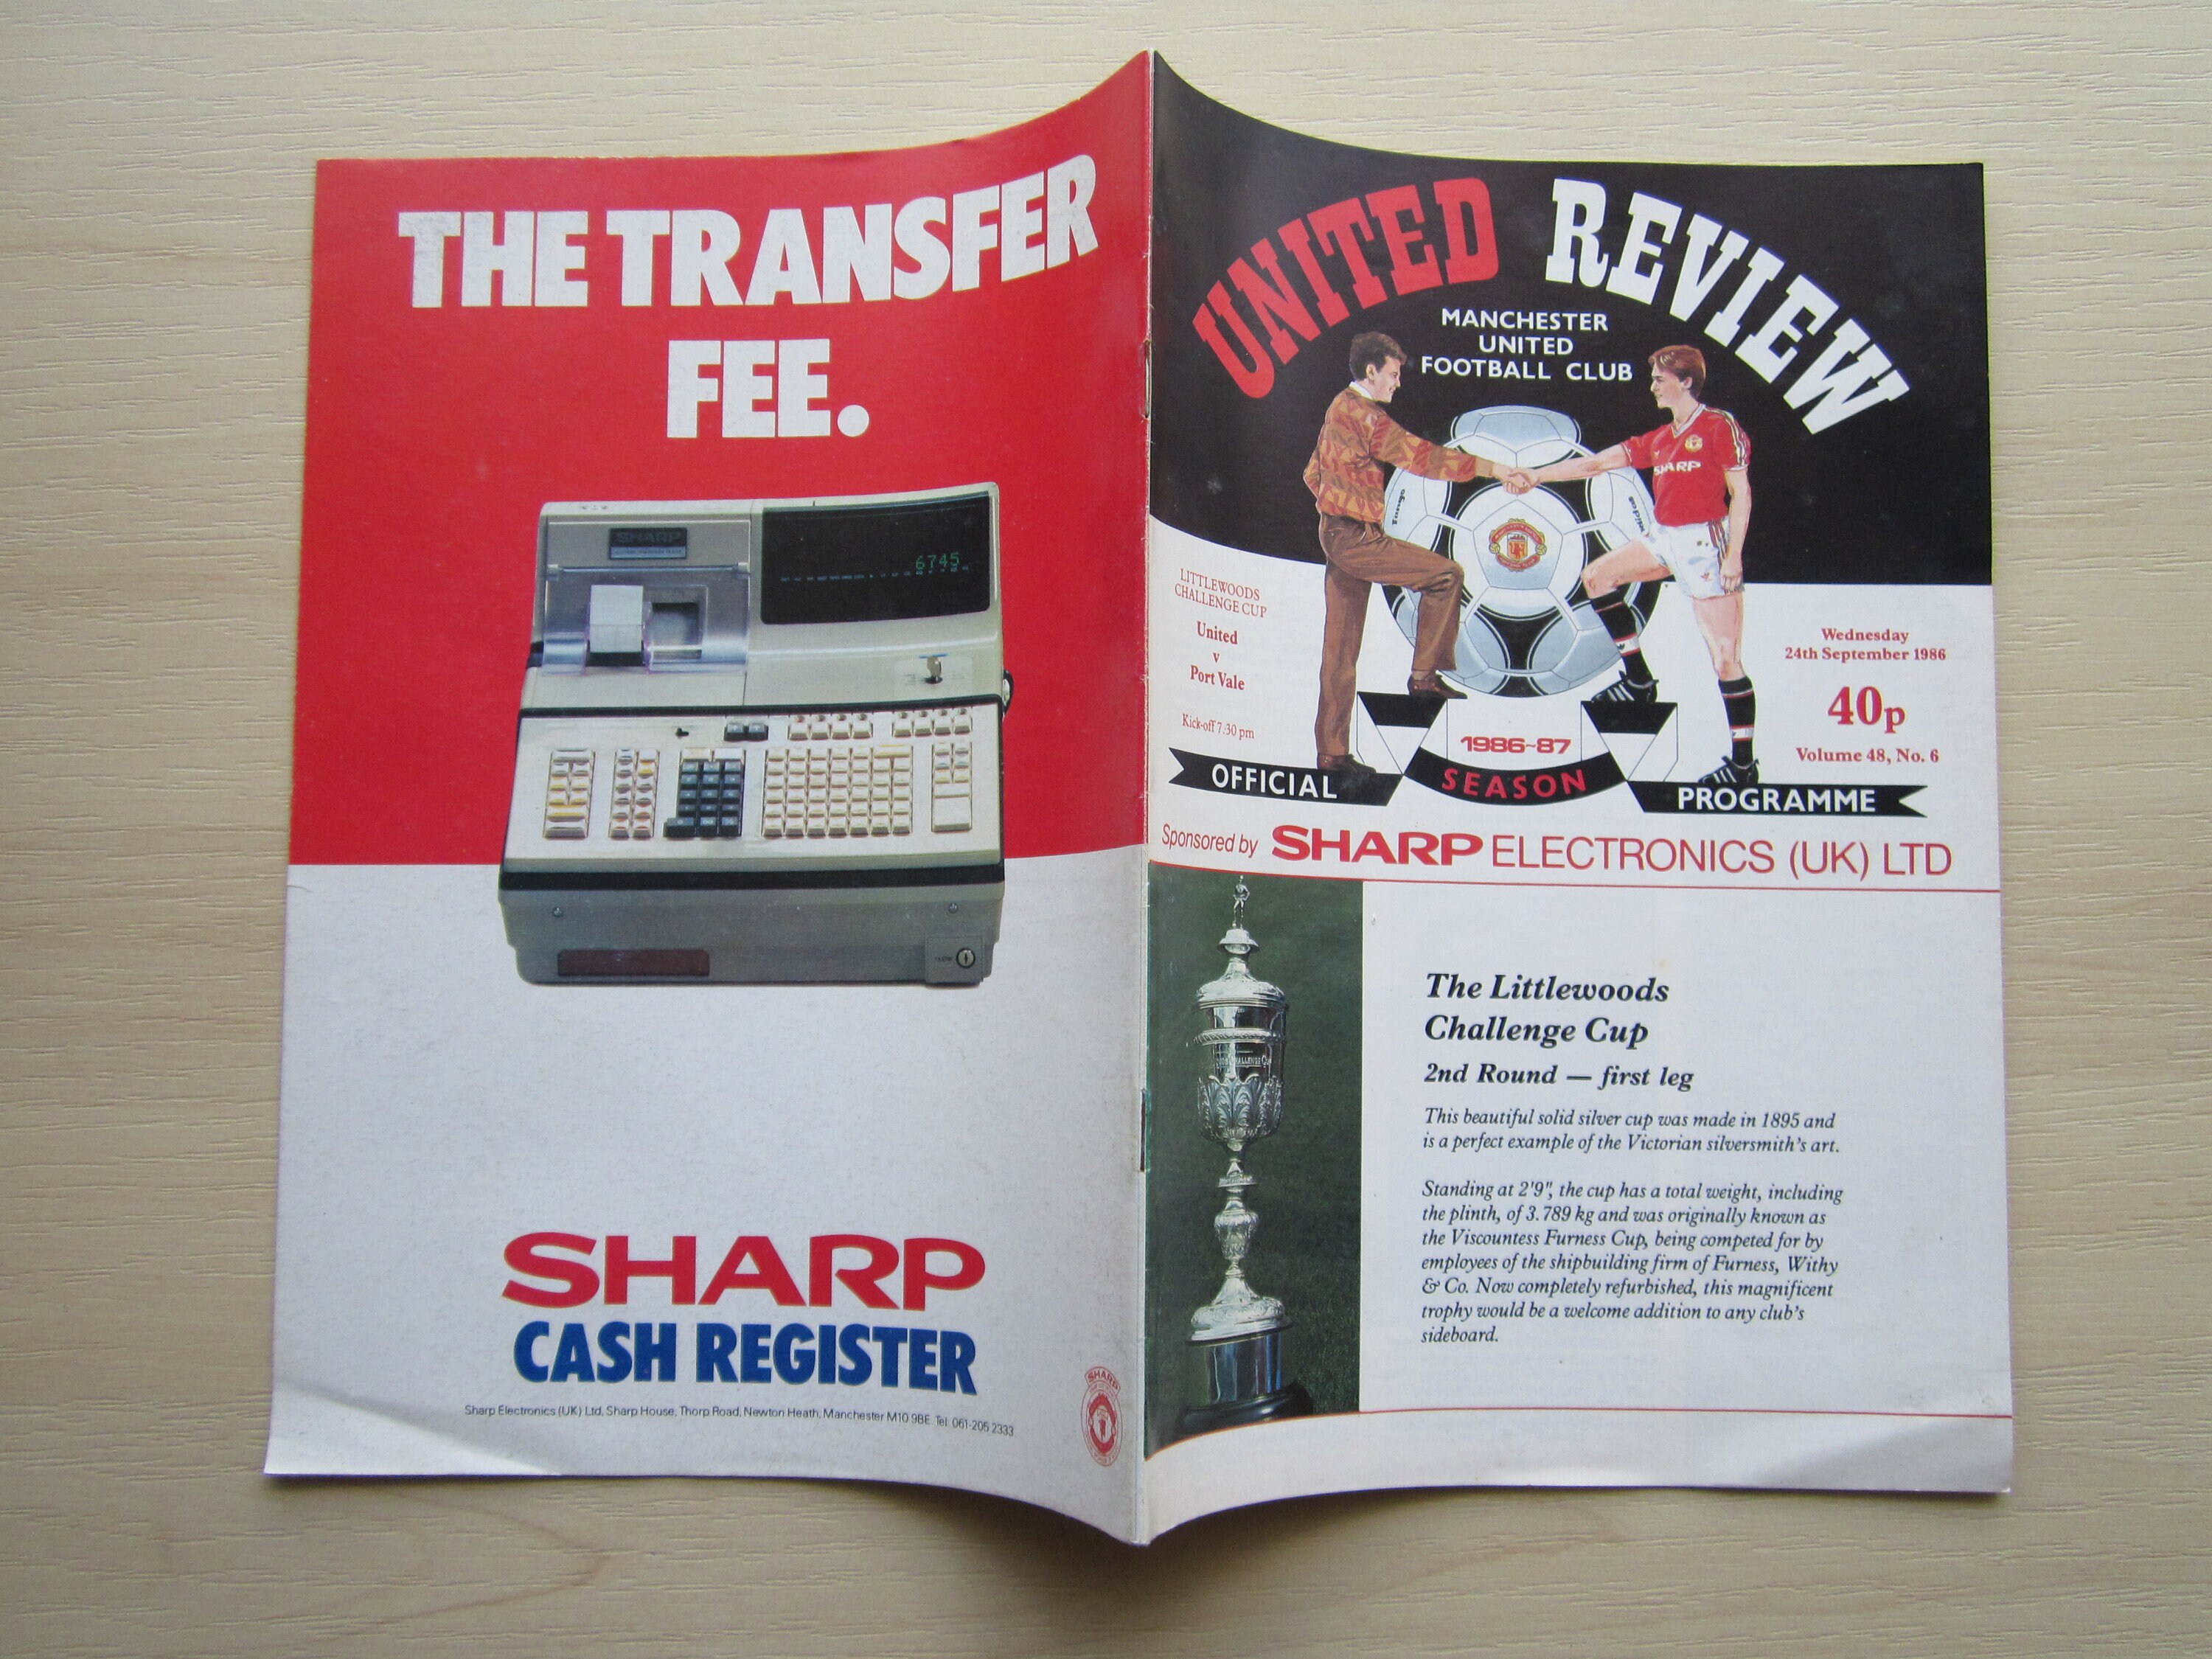 THE TRANSFER
FEE.
SHARP
6745
SHARP
CASH REGISTER
Sharp Electronics (UK) Ltd, Sharp House, Thorp Road, Newton Heath, Manchester M10 9BE. Tel: 061-205 2333
SHARP
UNITED REVIEW
MANCHESTER
UNITED
FOOTBALL CLUB
SHARP
Tango
LITTLEWOODS
CHALLENGE CUP
United
v
Port Vale
Kick-off 7:30 pm
Wednesday
24th September 1986
40p
Volume 48, No. 6
1986-87
OFFICIAL SEASON PROGRAMME
Sponsored by SHARP ELECTRONICS (UK) LTD
The Littlewoods
Challenge Cup
2nd Round — first leg
This beautiful solid silver cup was made in 1895 and
is a perfect example of the Victorian silversmith's art.
Standing at 2'9", the cup has a total weight, including
the plinth, of 3.789 kg and was originally known as
the Viscountess Furness Cup, being competed for by
employees of the shipbuilding firm of Furness, Withy
& Co. Now completely refurbished, this magnificent
trophy would be a welcome addition to any club's
sideboard.